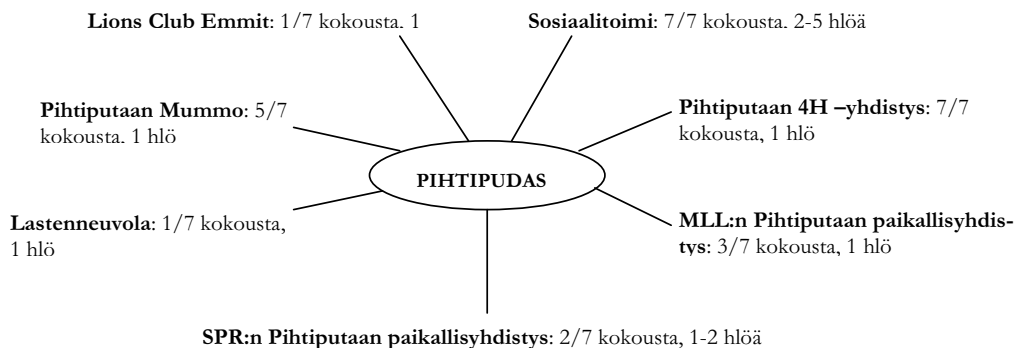 Lions Club Emmit: 1/7 kokousta. 1
Sosiaalitoimi: 7/7 kokousta. 2-5 hlöä
Pihtiputaan Mummo: 5/7
kokousta. 1 hlö
Pihtiputaan 4H –yhdistys: 7/7
kokousta, 1 hlö
PIHTIPUDAS
Lastenneuvola: 1/7 kokousta,
1 hlö
MLL:n Pihtiputaan paikallisyhdis-
tys: 3/7 kokousta, 1 hlö
SPR:n Pihtiputaan paikallisyhdistys: 2/7 kokousta, 1-2 hlöä